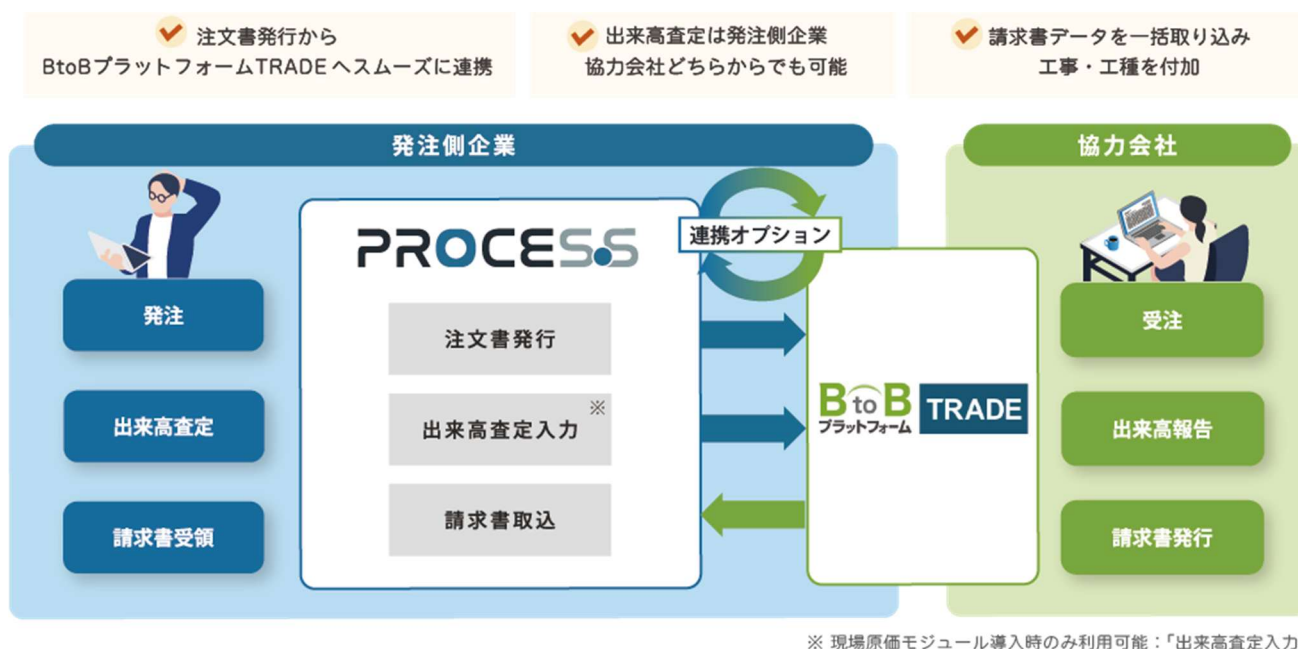 注文書発行から
BtoBプラットフォームTRADEへスムーズに連携
出来高査定は発注側企業
協力会社どちらからでも可能
請求書データを一括取り込み
工事・工種を付加
発注側企業
協力会社
PROCES.S
連携オプション
発注
注文書発行
受注
出来高査定
出来高査定入力※
BtoB
プラットフォーム
TRADE
出来高報告
請求書受領
請求書取込
請求書発行
※ 現場原価モジュール導入時のみ利用可能：「出来高査定入力